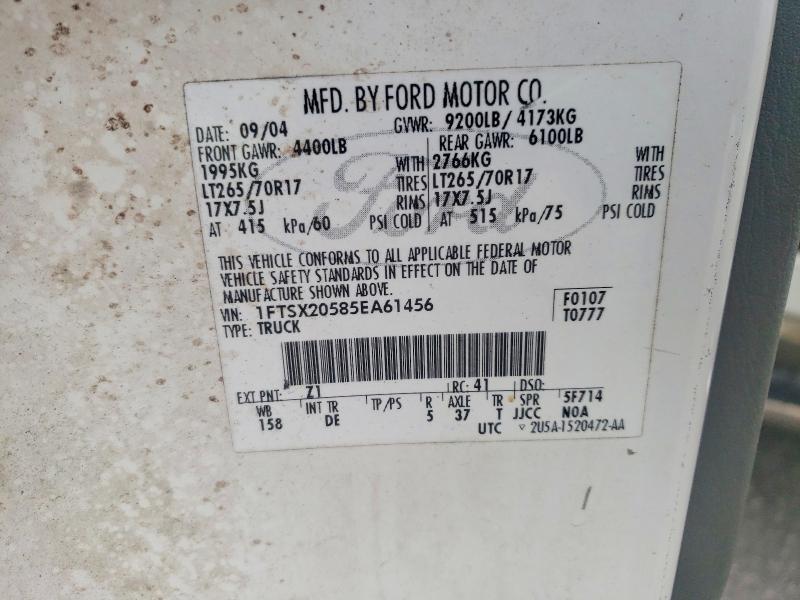 MFD. BY FORD MOTOR CO.
DATE: 09/04 GVWR: 9200LB/ 4173KG
FRONT GAWR: 4400LB REAR GAWR: 6100LB
1995KG WITH 2766KG WITH
LT265/70R17 TIRES LT265/70R17 TIRES
17X7.5J RIMS 17X7.5J RIMS
AT 415 kPa/60 PSI COLD AT 515 kPa/75 PSI COLD
Ford
THIS VEHICLE CONFORMS TO ALL APPLICABLE FEDERAL MOTOR
VEHICLE SAFETY STANDARDS IN EFFECT ON THE DATE OF
MANUFACTURE SHOWN ABOVE.
VIN: 1FTSX20585EA61456 F0107
TYPE: TRUCK T0777
EXT PNT: Z1 RC: 41 DSO:
WB INT TR TP/PS R AXLE TR SPR 5F714
158 DE 5 37 T JJCC NOA
UTC ▽ 2U5A-1520472-AA